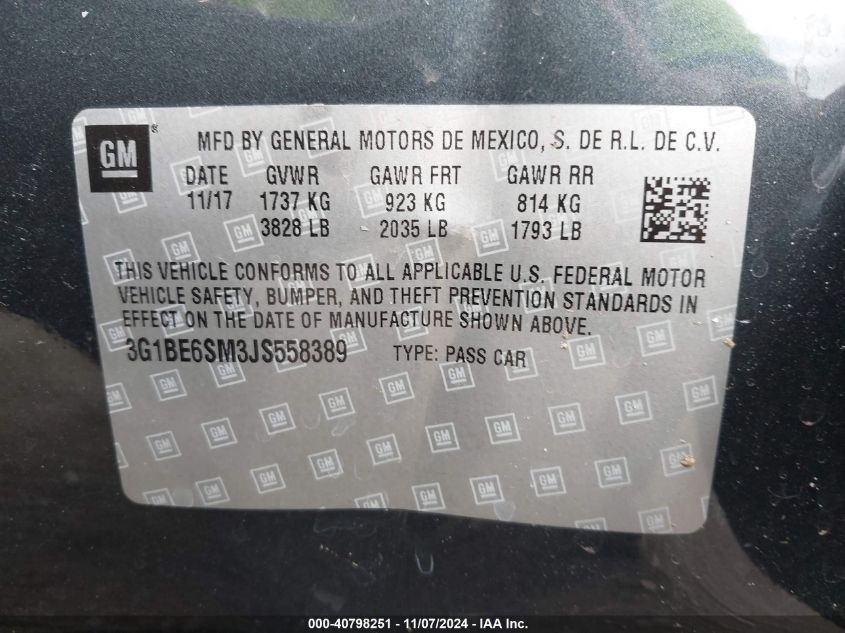 GM ® MFD BY GENERAL MOTORS DE MEXICO, S. DE R.L. DE C.V.
DATE GVWR GAWR FRT GAWR RR
11/17 1737 KG 923 KG 814 KG
3828 LB 2035 LB 1793 LB
THIS VEHICLE CONFORMS TO ALL APPLICABLE U.S. FEDERAL MOTOR
VEHICLE SAFETY, BUMPER, AND THEFT PREVENTION STANDARDS IN
EFFECT ON THE DATE OF MANUFACTURE SHOWN ABOVE.
3G1BE6SM3JS558389 TYPE: PASS CAR
000-40798251 - 11/07/2024 - IAA Inc.